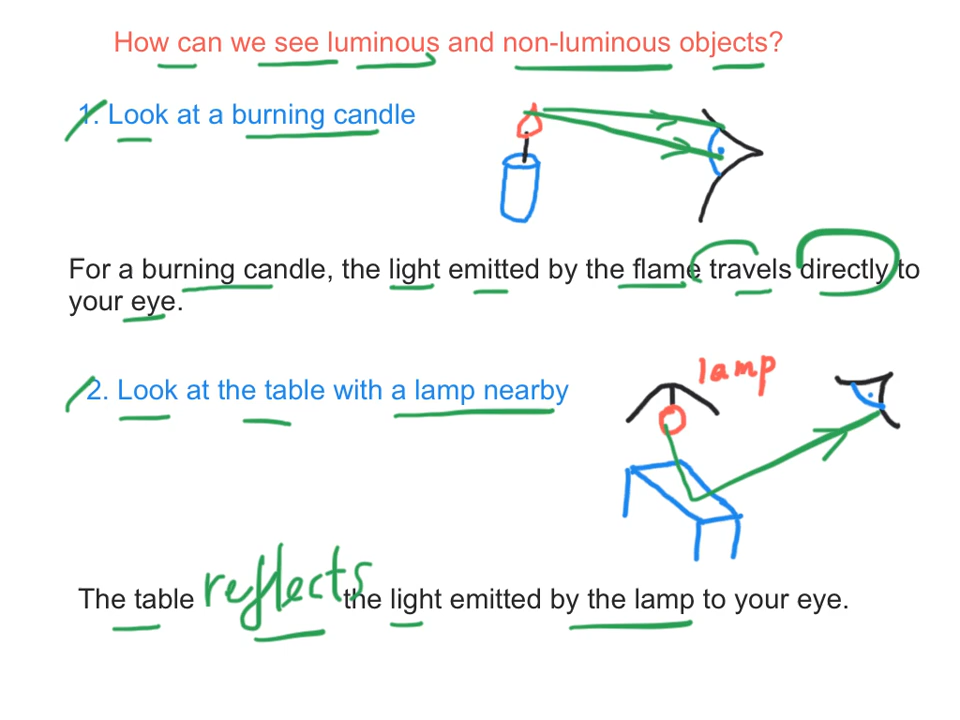 How can we see luminous and non-luminous objects?
1. Look at a burning candle
For a burning candle, the light emitted by the flame travels directly to
your eye.
lamp
2. Look at the table with a lamp nearby
The table reflects the light emitted by the lamp to your eye.